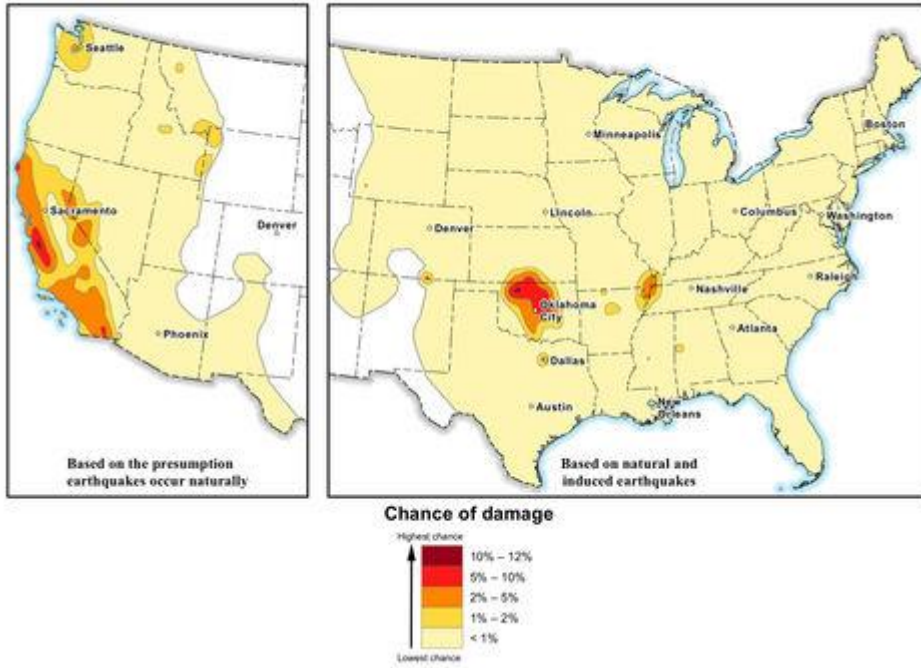 Seattle
Sacramento
Denver
Phoenix
Based on the presumption
earthquakes occur naturally
Minneapolis
Boston
Lincoln
Columbus
Washington
Denver
Raleigh
Nashville
Oklahoma
City
Atlanta
Dallas
Austin
New
Orleans
Based on natural and
induced earthquakes
Chance of damage
Highest chance
10% – 12%
5% – 10%
2% – 5%
1% – 2%
< 1%
Lowest chance